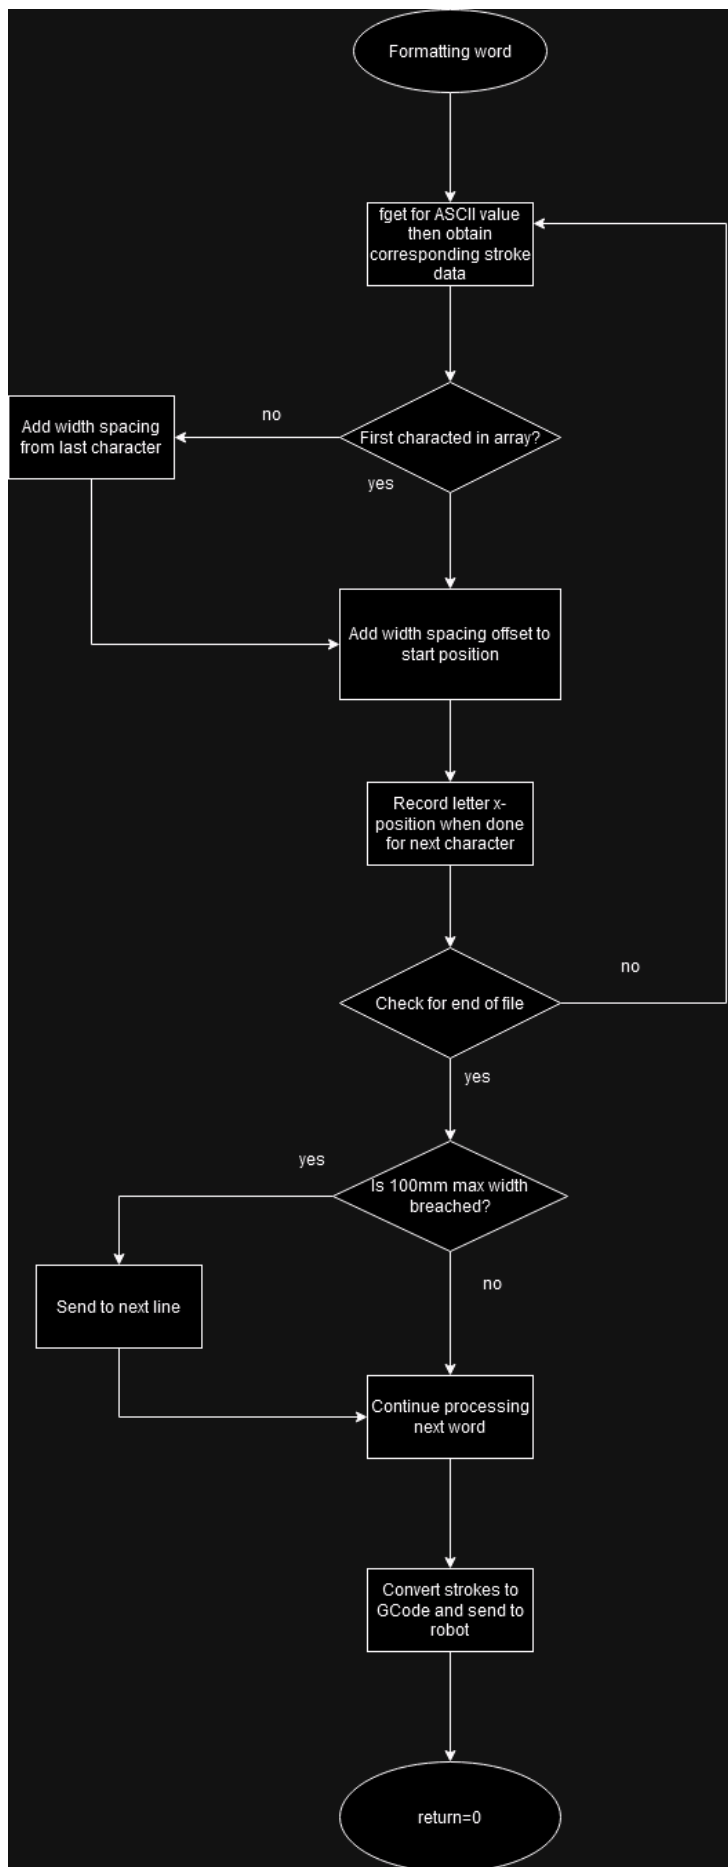 Formatting word
fget for ASCII value
then obtain
corresponding stroke
data
no
Add width spacing
from last character
First characted in array?
yes
Add width spacing offset to
start position
Record letter x-
position when done
for next character
no
Check for end of file
yes
yes
Is 100mm max width
breached?
Send to next line
no
Continue processing
next word
Convert strokes to
GCode and send to
robot
return=0